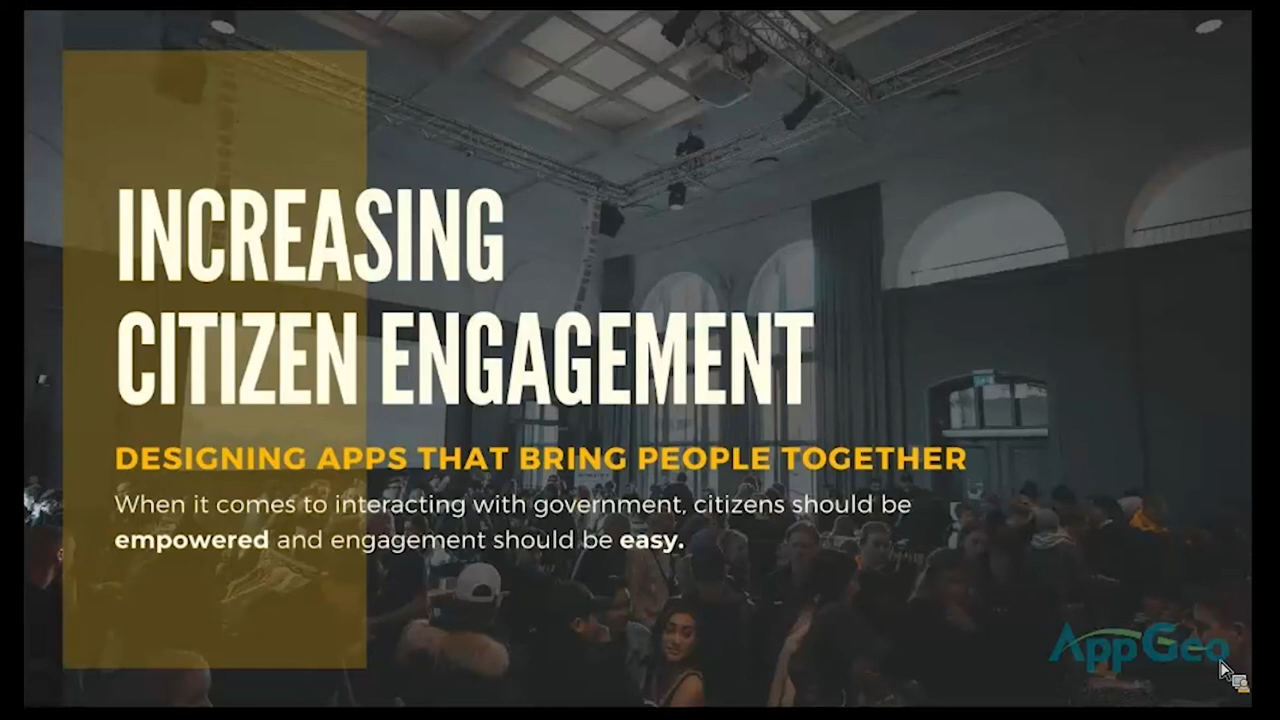 INCREASING
CITIZEN ENGAGEMENT
DESIGNING APPS THAT BRING PEOPLE TOGETHER
When it comes to interacting with government, citizens should be
empowered and engagement should be easy.
AppGeo